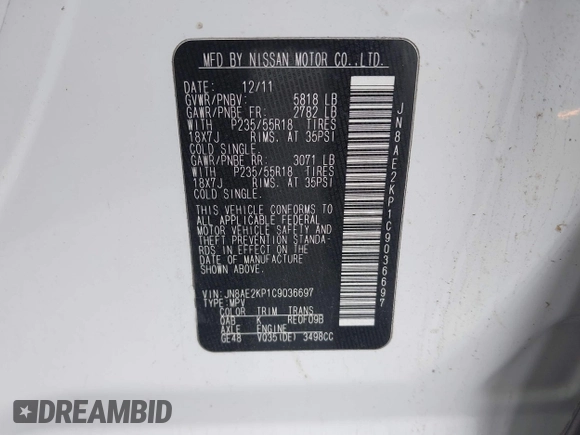 MFD BY NISSAN MOTOR CO.,LTD.
DATE: 12/11
GVWR/PNBV: 5818 LB
GAWR/PNBE FR: 2782 LB
WITH P235/55R18 TIRES
18X7J RIMS. AT 35PSI
COLD SINGLE.
GAWR/PNBE RR: 3071 LB
WITH P235/55R18 TIRES
18X7J RIMS. AT 35PSI
COLD SINGLE.
THIS VEHICLE CONFORMS TO
ALL APPLICABLE FEDERAL
MOTOR VEHICLE SAFETY AND
THEFT PREVENTION STANDA-
RDS IN EFFECT ON THE
DATE OF MANUFACTURE
SHOWN ABOVE.
VIN: JN8AE2KP1C9036697
TYPE: MPV
COLOR TRIM TRANS
QAB K RE0F09B
AXLE ENGINE
GE48 VQ35(DE) 3498CC
JN8AE2KP1C9036697
DREAMBID